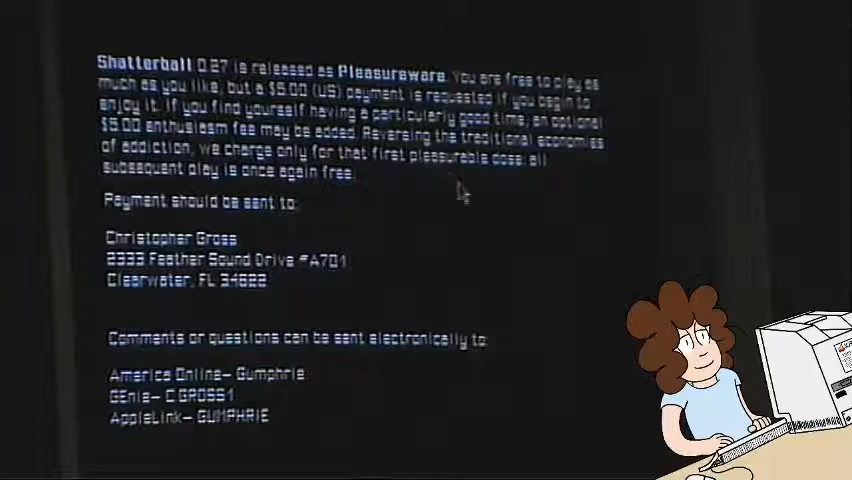 Shatterball 0.27 is released as Pleasureware. You are free to play as
much as you like, but a $5.00 (US) payment is requested if you begin to
enjoy it. If you find yourself having a particularly good time, an optional
$5.00 enthusiasm fee may be added. Reversing the traditional economies
of addiction, we charge only for that first pleasurable dose: all
subsequent play is once again free.
Payment should be sent to:
Christopher Gross
2333 Feather Sound Drive #A701
Clearwater, FL 34622
Comments or questions can be sent electronically to:
America Online- Gumphrie
GEnie- C.GROSS1
AppleLink- GUMPHRIE